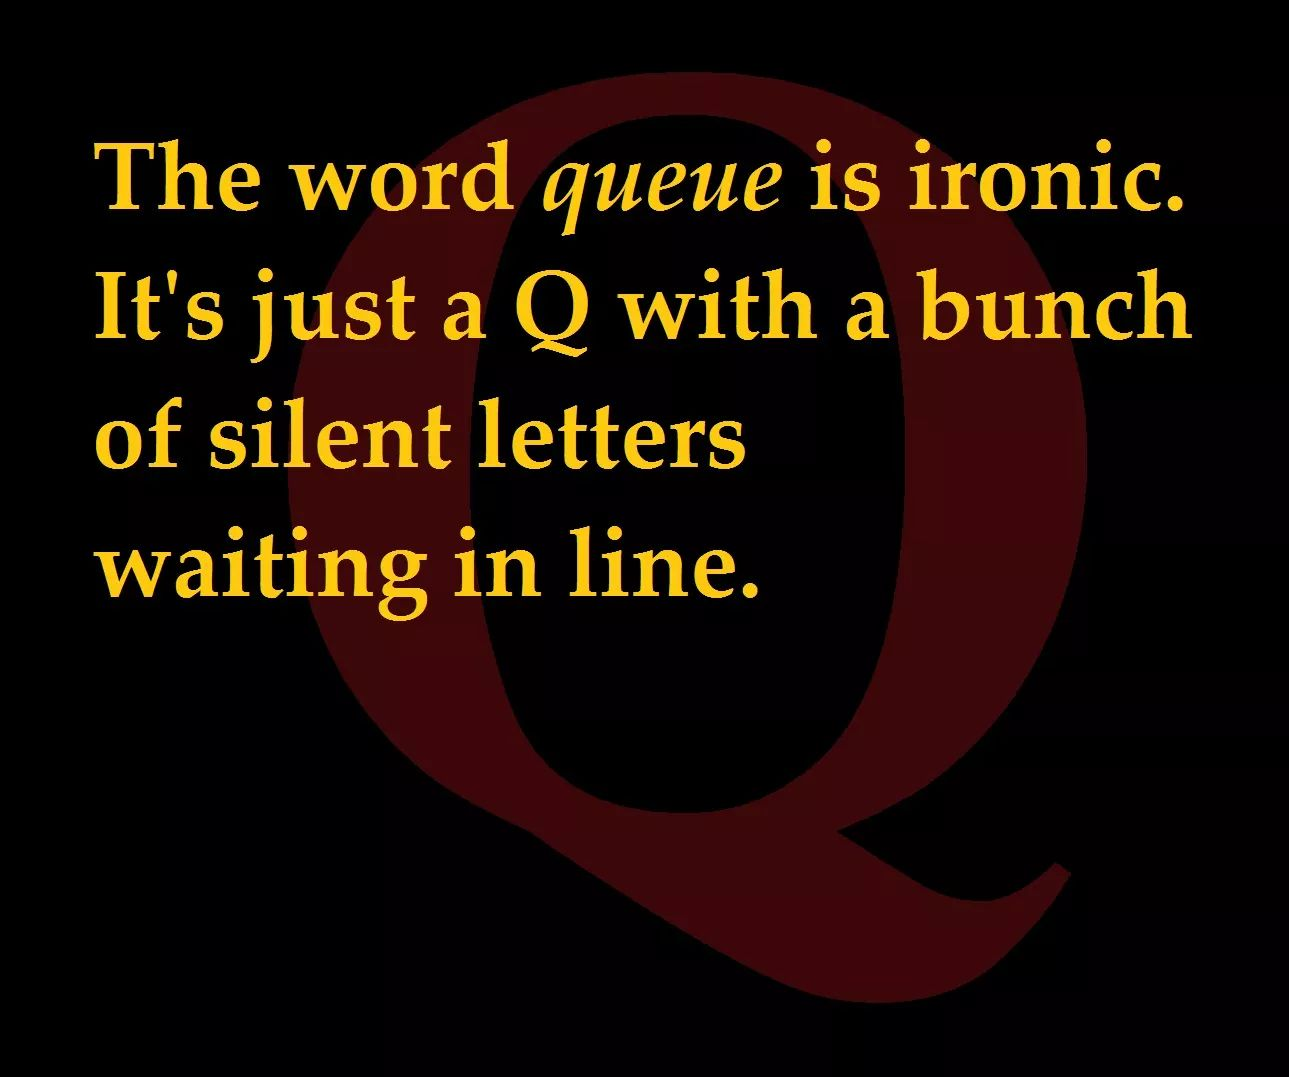 The word queue is ironic.
It's just a Q with a bunch
of silent letters
waiting in line.
Q